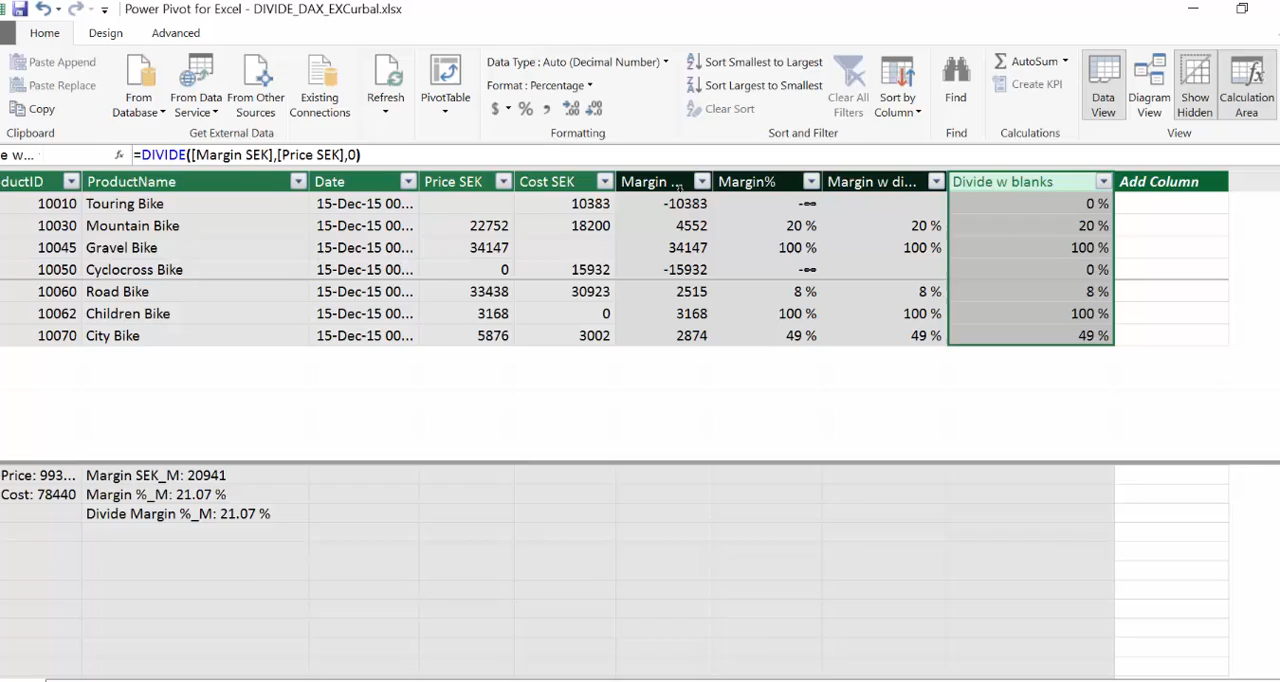 Power Pivot for Excel - DIVIDE_DAX_EXCurbal.xlsx
Home Design Advanced
Paste Append
Paste Replace
Copy
Clipboard
From Database
From Data Service
From Other Sources
Existing Connections
Get External Data
Refresh
PivotTable
Data Type : Auto (Decimal Number)
Format : Percentage
$ % ,
Formatting
Sort Smallest to Largest
Sort Largest to Smallest
Clear Sort
Clear All Filters
Sort by Column
Sort and Filter
Find
Find
AutoSum
Create KPI
Calculations
Data View
Diagram View
Show Hidden
Calculation Area
View
e w... fx =DIVIDE([Margin SEK],[Price SEK],0)
ductID ProductName Date Price SEK Cost SEK Margin ... Margin% Margin w di... Divide w blanks Add Column
10010 Touring Bike 15-Dec-15 00... 10383 -10383 -∞ 0 %
10030 Mountain Bike 15-Dec-15 00... 22752 18200 4552 20 % 20 % 20 %
10045 Gravel Bike 15-Dec-15 00... 34147 34147 100 % 100 % 100 %
10050 Cyclocross Bike 15-Dec-15 00... 0 15932 -15932 -∞ 0 %
10060 Road Bike 15-Dec-15 00... 33438 30923 2515 8 % 8 % 8 %
10062 Children Bike 15-Dec-15 00... 3168 0 3168 100 % 100 % 100 %
10070 City Bike 15-Dec-15 00... 5876 3002 2874 49 % 49 % 49 %
Price: 993... Margin SEK_M: 20941
Cost: 78440 Margin %_M: 21.07 %
Divide Margin %_M: 21.07 %